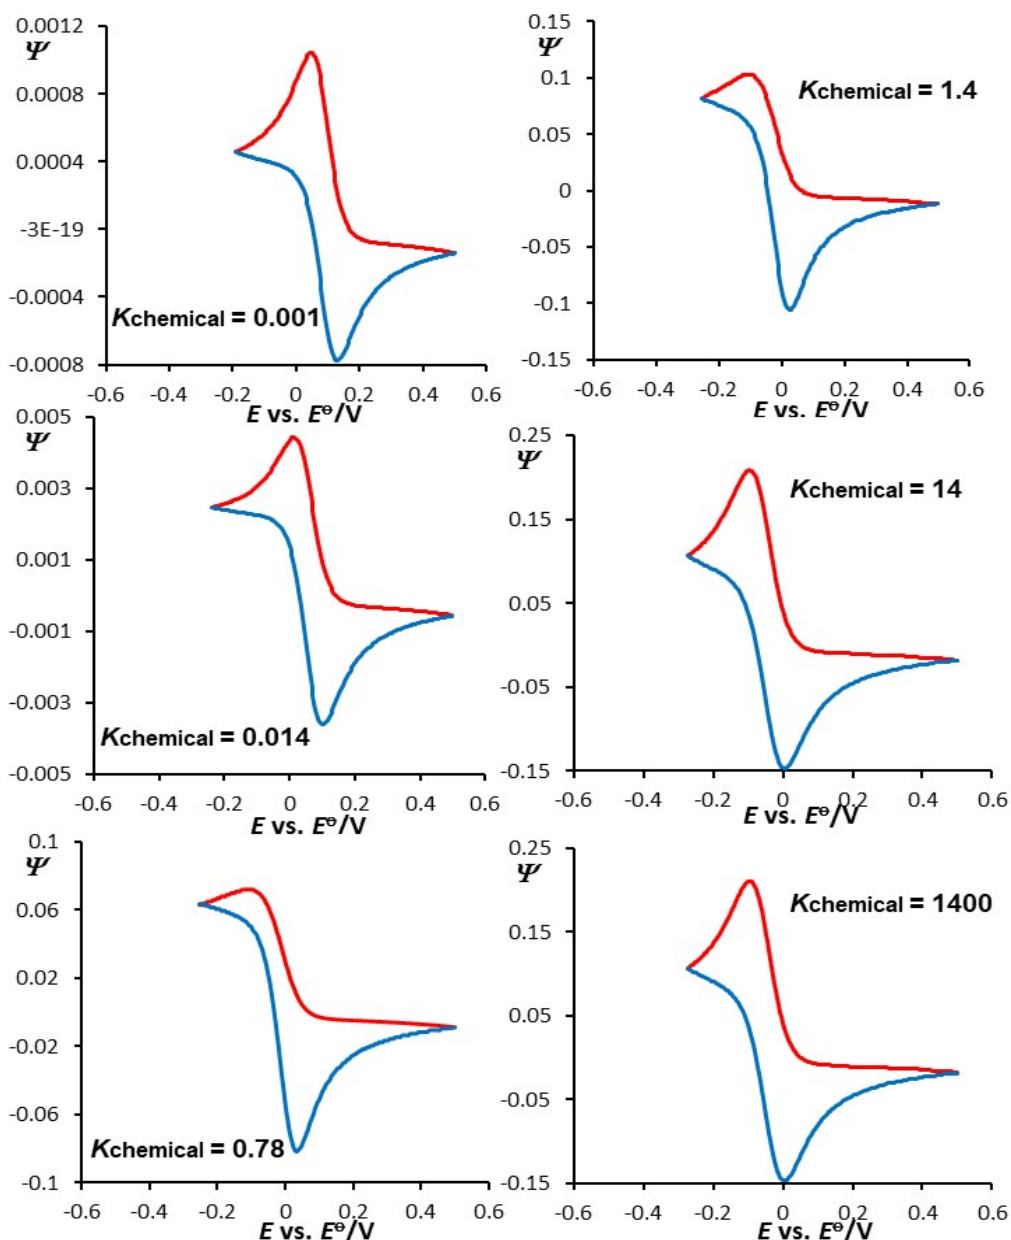 0.0012
Ψ
0.0008
0.0004
-3E-19
-0.0004
Kchemical = 0.001
-0.0008
-0.6 -0.4 -0.2 0 0.2 0.4 0.6
E vs. E⊖/V
0.15
Ψ
0.1
Kchemical = 1.4
0.05
0
-0.05
-0.1
-0.15
-0.6 -0.4 -0.2 0 0.2 0.4 0.6
E vs. E⊖/V
0.005
Ψ
0.003
0.001
-0.001
-0.003
Kchemical = 0.014
-0.005
-0.6 -0.4 -0.2 0 0.2 0.4 0.6
E vs. E⊖/V
0.25
Ψ
Kchemical = 14
0.15
0.05
-0.05
-0.15
-0.6 -0.4 -0.2 0 0.2 0.4 0.6
E vs. E⊖/V
0.1
Ψ
0.06
0.02
-0.02
-0.06
Kchemical = 0.78
-0.1
-0.6 -0.4 -0.2 0 0.2 0.4 0.6
E vs. E⊖/V
0.25
Ψ
Kchemical = 1400
0.15
0.05
-0.05
-0.15
-0.6 -0.4 -0.2 0 0.2 0.4 0.6
E vs. E⊖/V